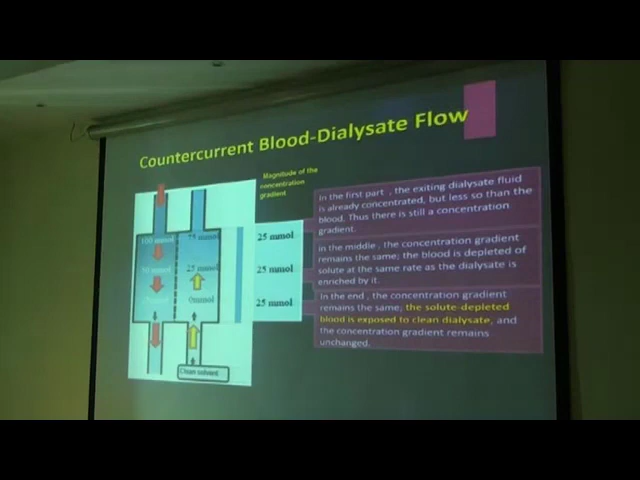 Countercurrent Blood-Dialysate Flow
Magnitude of the
concentration
gradient
100 mmol
75 mmol
25 mmol
0mmol
Clean solvent
25 mmol
25 mmol
25 mmol
In the first part , the exiting dialysate fluid
is already concentrated, but less so than the
blood. Thus there is still a concentration
gradient.
in the middle , the concentration gradient
remains the same; the blood is depleted of
solute at the same rate as the dialysate is
enriched by it.
In the end , the concentration gradient
remains the same; the solute-depleted
blood is exposed to clean dialysate, and
the concentration gradient remains
unchanged.